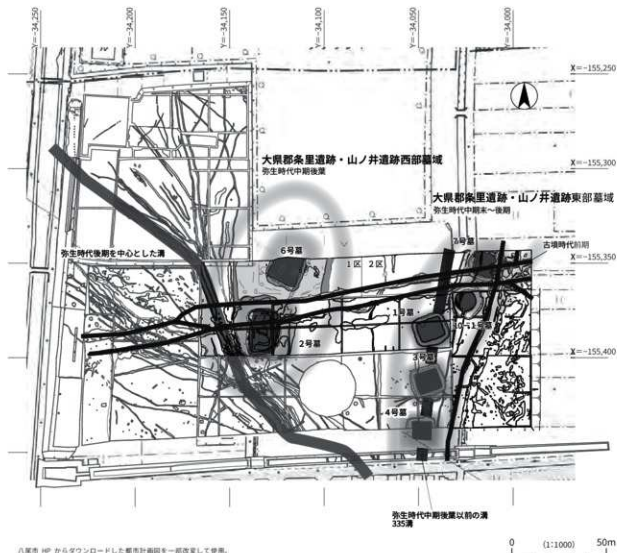 Y=-34,250
Y=-34,200
Y=-34,150
Y=-34,100
Y=-34,050
Y=-34,000
X=-155,250
大県郡条里遺跡・山ノ井遺跡西部墓域
弥生時代中期後葉
X=-155,300
大県郡条里遺跡・山ノ井遺跡東部墓域
弥生時代中期末～後期
古墳時代前期
弥生時代後期を中心とした溝
6号墓
1区
2区
X=-155,350
1号墓
2号墓
3号墓
X=-155,400
4号墓
弥生時代中期後葉以前の溝
335溝
八尾市 HP からダウンロードした都市計画図を一部改変して使用。
0
(1:1000)
50m